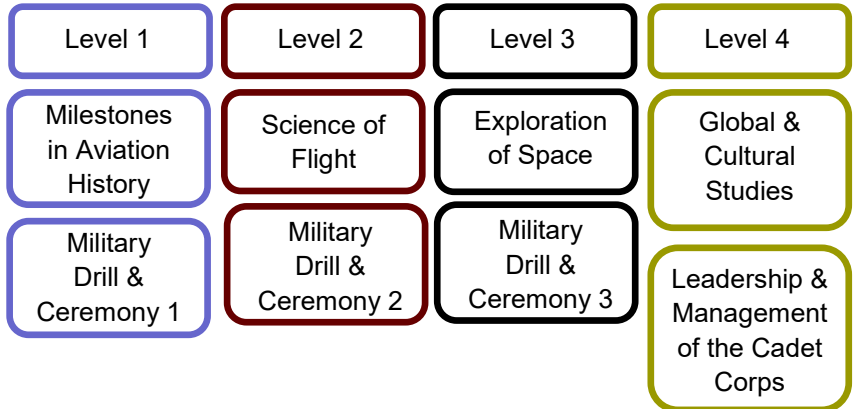 Level 1
Level 2
Level 3
Level 4
Milestones
in Aviation
History
Science of
Flight
Exploration
of Space
Global &
Cultural
Studies
Military
Drill &
Ceremony 1
Military
Drill &
Ceremony 2
Military
Drill &
Ceremony 3
Leadership &
Management
of the Cadet
Corps